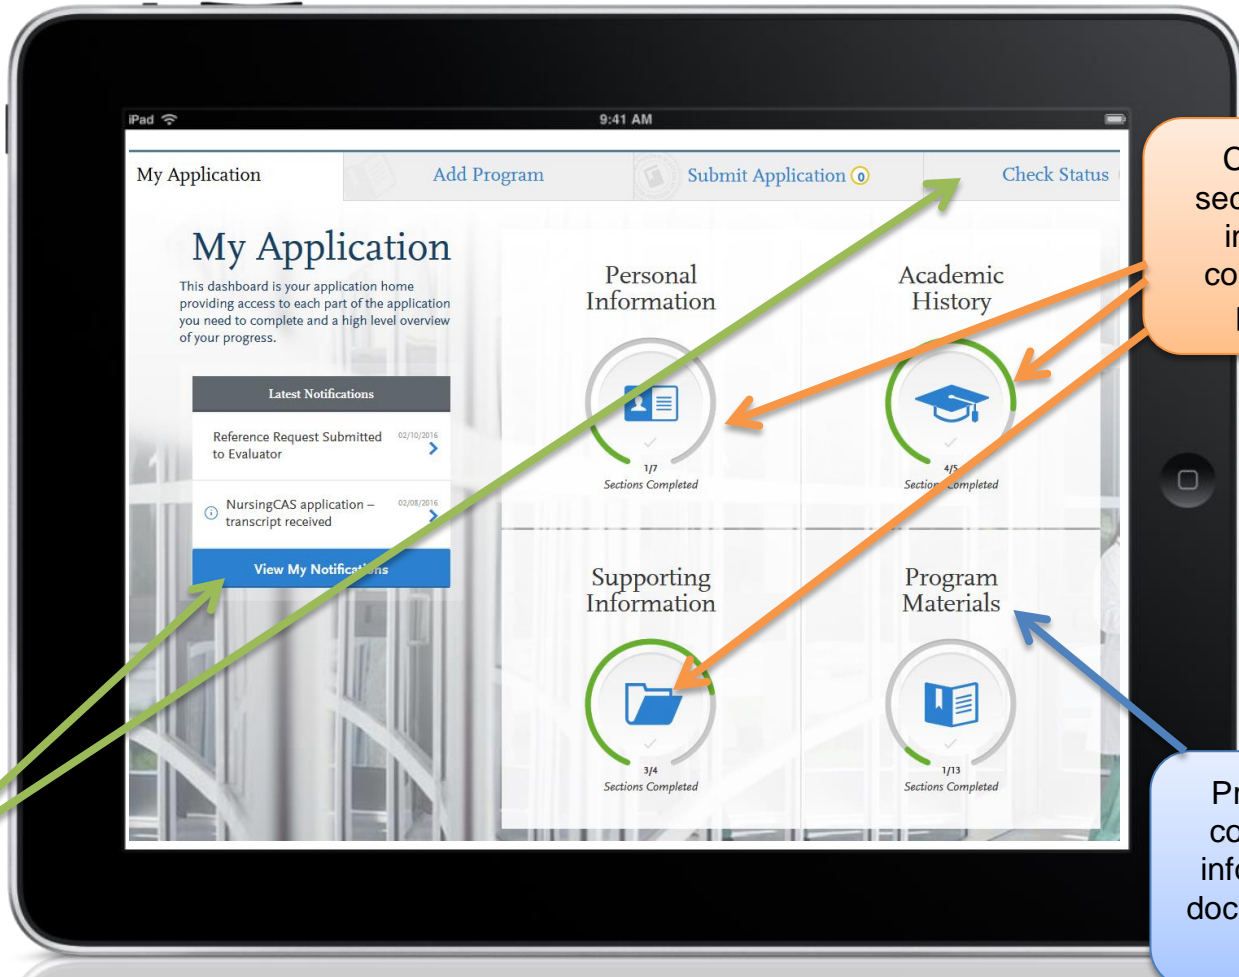 iPad
9:41 AM
My Application
Add Program
Submit Application 0
Check Status
My Application
This dashboard is your application home
providing access to each part of the application
you need to complete and a high level overview
of your progress.
Latest Notifications
Reference Request Submitted
to Evaluator
02/10/2016
NursingCAS application –
transcript received
02/08/2016
View My Notifications
Personal
Information
1/7
Sections Completed
Academic
History
4/5
Sections Completed
Supporting
Information
3/4
Sections Completed
Program
Materials
1/13
Sections Completed